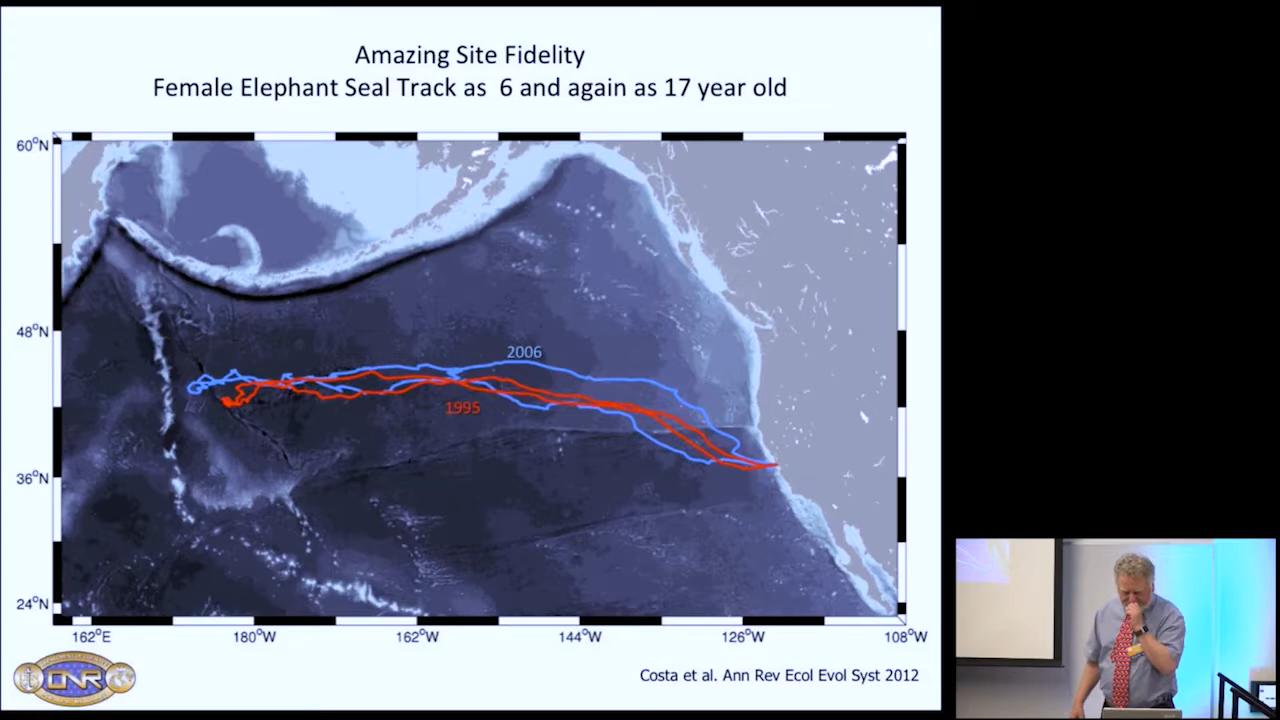 Amazing Site Fidelity
Female Elephant Seal Track as 6 and again as 17 year old
60°N
48°N
36°N
24°N
2006
1995
162°E
180°W
162°W
144°W
126°W
108°W
Costa et al. Ann Rev Ecol Evol Syst 2012